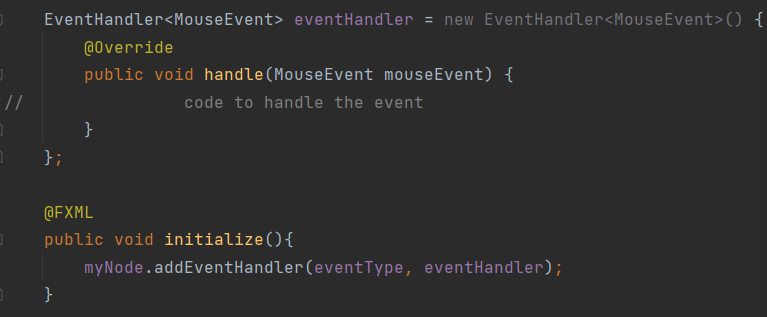 EventHandler<MouseEvent> eventHandler = new EventHandler<MouseEvent>() {
@Override
public void handle(MouseEvent mouseEvent) {
// code to handle the event
}
};
@FXML
public void initialize(){
myNode.addEventHandler(eventType, eventHandler);
}